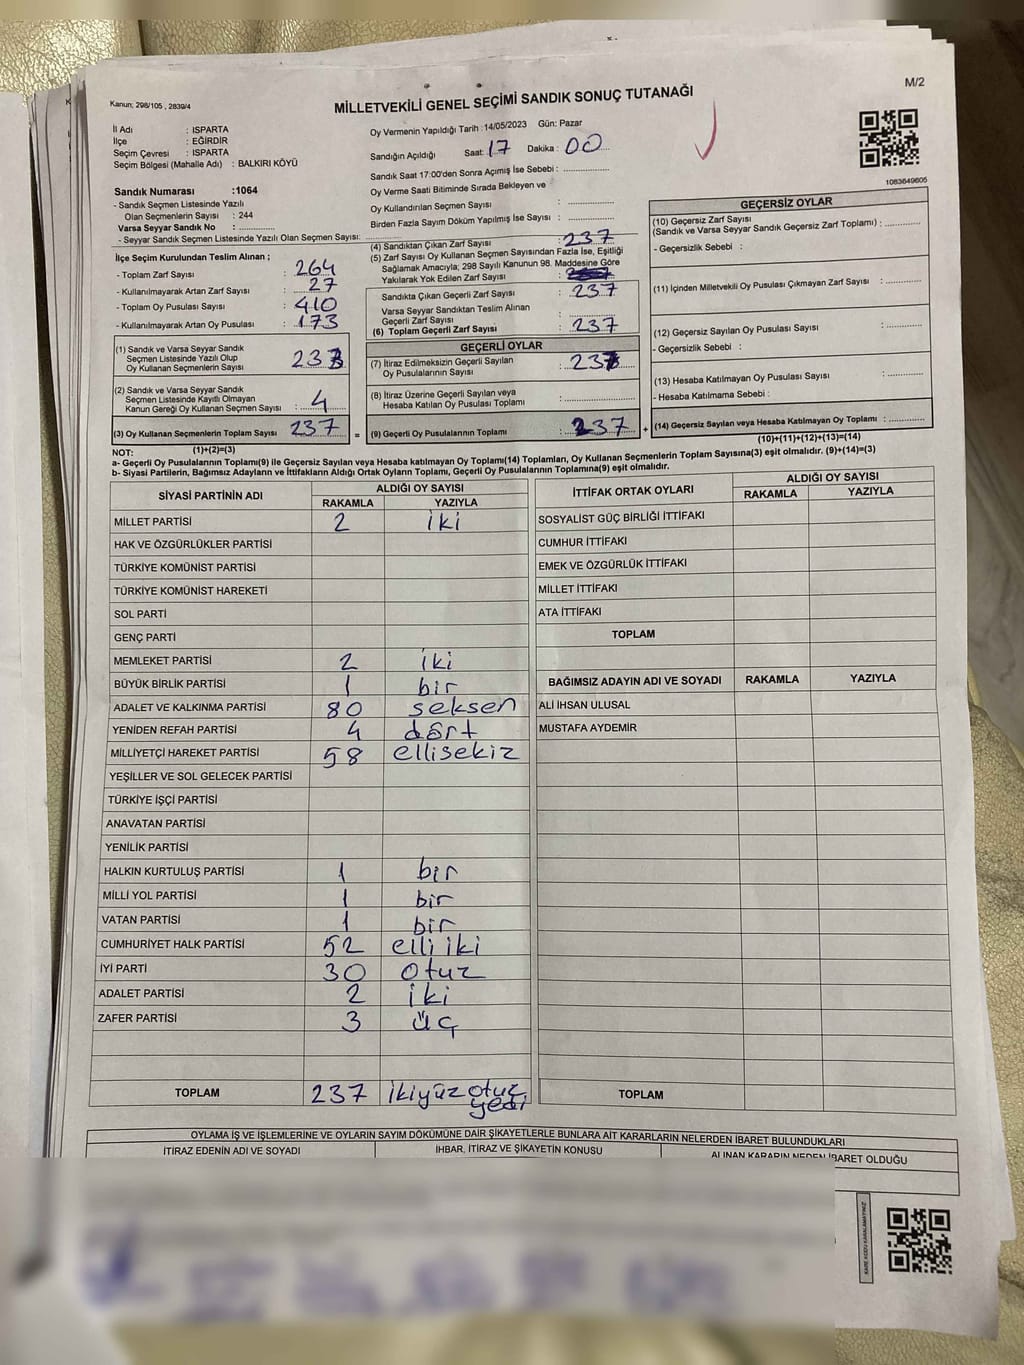 Kanun; 298/105 , 2839/4
MİLLETVEKİLİ GENEL SEÇİMİ SANDIK SONUÇ TUTANAĞI
M/2
İl Adı : ISPARTA
İlçe : EĞİRDİR
Seçim Çevresi : ISPARTA
Seçim Bölgesi (Mahalle Adı) : BALKIRI KÖYÜ
Sandık Numarası :1064
- Sandık Seçmen Listesinde Yazılı
Olan Seçmenlerin Sayısı : 244
Varsa Seyyar Sandık No : ..............
- Seyyar Sandık Seçmen Listesinde Yazılı Olan Seçmen Sayısı: ..............
İlçe Seçim Kurulundan Teslim Alınan ;
- Toplam Zarf Sayısı : 264
- Kullanılmayarak Artan Zarf Sayısı : 27
- Toplam Oy Pusulası Sayısı : 410
- Kullanılmayarak Artan Oy Pusulası : 173
(1) Sandık ve Varsa Seyyar Sandık
Seçmen Listesinde Yazılı Olup
Oy Kullanan Seçmenlerin Sayısı : 233
(2) Sandık ve Varsa Seyyar Sandık
Seçmen Listesinde Kayıtlı Olmayan
Kanun Gereği Oy Kullanan Seçmen Sayısı : 4
(3) Oy Kullanan Seçmenlerin Toplam Sayısı 237
(1)+(2)=(3)
Oy Vermenin Yapıldığı Tarih :14/05/2023 Gün: Pazar
Sandığın Açıldığı Saat: 17 Dakika : 00
Sandık Saat 17:00'den Sonra Açımış İse Sebebi : ..............
Oy Verme Saati Bitiminde Sırada Bekleyen ve
Oy Kullandırılan Seçmen Sayısı : ..............
Birden Fazla Sayım Döküm Yapılmış İse Sayısı : ..............
(4) Sandıktan Çıkan Zarf Sayısı : 237
(5) Zarf Sayısı Oy Kullanan Seçmen Sayısından Fazla İse, Eşitliği
Sağlamak Amacıyla; 298 Sayılı Kanunun 98. Maddesine Göre
Yakılarak Yok Edilen Zarf Sayısı :
Sandıkta Çıkan Geçerli Zarf Sayısı : 237
Varsa Seyyar Sandıktan Teslim Alınan
Geçerli Zarf Sayısı : ..............
(6) Toplam Geçerli Zarf Sayısı : 237
GEÇERLİ OYLAR
(7) İtiraz Edilmeksizin Geçerli Sayılan
Oy Pusulalarının Sayısı : 237
(8) İtiraz Üzerine Geçerli Sayılan veya
Hesaba Katılan Oy Pusulası Toplamı : ..............
= (9) Geçerli Oy Pusulalarının Toplamı : 237 +
1083649605
GEÇERSİZ OYLAR
(10) Geçersiz Zarf Sayısı
(Sandık ve Varsa Seyyar Sandık Geçersiz Zarf Toplamı) : ..............
- Geçersizlik Sebebi :
(11) İçinden Milletvekili Oy Pusulası Çıkmayan Zarf Sayısı : ..............
(12) Geçersiz Sayılan Oy Pusulası Sayısı : ..............
- Geçersizlik Sebebi :
(13) Hesaba Katılmayan Oy Pusulası Sayısı : ..............
- Hesaba Katılmama Sebebi :
(14) Geçersiz Sayılan veya Hesaba Katılmayan Oy Toplamı : ..............
(10)+(11)+(12)+(13)=(14)
NOT:
a- Geçerli Oy Pusulalarının Toplamı(9) ile Geçersiz Sayılan veya Hesaba katılmayan Oy Toplamı(14) Toplamları, Oy Kullanan Seçmenlerin Toplam Sayısına(3) eşit olmalıdır. (9)+(14)=(3)
b- Siyasi Partilerin, Bağımsız Adayların ve İttifakların Aldığı Ortak Oyların Toplamı, Geçerli Oy Pusulalarının Toplamına(9) eşit olmalıdır.
SİYASİ PARTİNİN ADI ALDIĞI OY SAYISI
RAKAMLA YAZIYLA
MİLLET PARTİSİ 2 iki
HAK VE ÖZGÜRLÜKLER PARTİSİ
TÜRKİYE KOMÜNİST PARTİSİ
TÜRKİYE KOMÜNİST HAREKETİ
SOL PARTİ
GENÇ PARTİ
MEMLEKET PARTİSİ 2 iki
BÜYÜK BİRLİK PARTİSİ 1 bir
ADALET VE KALKINMA PARTİSİ 80 seksen
YENİDEN REFAH PARTİSİ 4 dört
MİLLİYETÇİ HAREKET PARTİSİ 58 ellisekiz
YEŞİLLER VE SOL GELECEK PARTİSİ
TÜRKİYE İŞÇİ PARTİSİ
ANAVATAN PARTİSİ
YENİLİK PARTİSİ
HALKIN KURTULUŞ PARTİSİ 1 bir
MİLLİ YOL PARTİSİ 1 bir
VATAN PARTİSİ 1 bir
CUMHURİYET HALK PARTİSİ 52 elli iki
İYİ PARTİ 30 otuz
ADALET PARTİSİ 2 iki
ZAFER PARTİSİ 3 üç
TOPLAM 237 ikiyüz otuz
yedi
İTTİFAK ORTAK OYLARI ALDIĞI OY SAYISI
RAKAMLA YAZIYLA
SOSYALİST GÜÇ BİRLİĞİ İTTİFAKI
CUMHUR İTTİFAKI
EMEK VE ÖZGÜRLÜK İTTİFAKI
MİLLET İTTİFAKI
ATA İTTİFAKI
TOPLAM
BAĞIMSIZ ADAYIN ADI VE SOYADI RAKAMLA YAZIYLA
ALİ İHSAN ULUSAL
MUSTAFA AYDEMİR
TOPLAM
OYLAMA İŞ VE İŞLEMLERİNE VE OYLARIN SAYIM DÖKÜMÜNE DAİR ŞİKAYETLERLE BUNLARA AİT KARARLARIN NELERDEN İBARET BULUNDUKLARI
İTİRAZ EDENİN ADI VE SOYADI IHBAR, İTİRAZ VE ŞİKAYETİN KONUSU ALINAN KARARIN NEDEN İBARET OLDUĞU
KARE KODU KARALAMAYINIZ